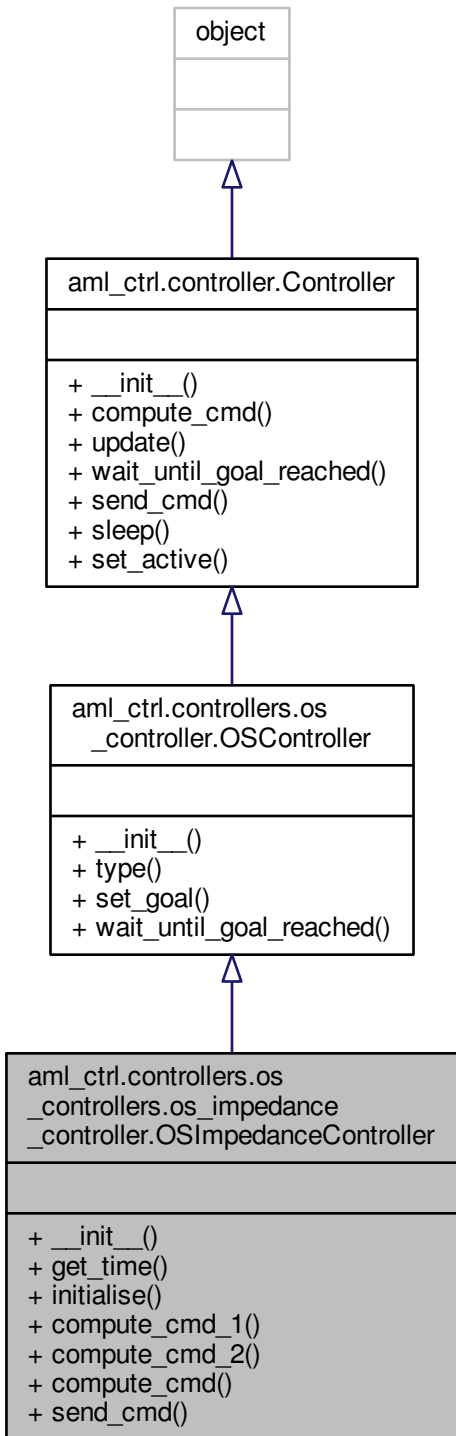 object
aml_ctrl.controller.Controller
+ __init__()
+ compute_cmd()
+ update()
+ wait_until_goal_reached()
+ send_cmd()
+ sleep()
+ set_active()
aml_ctrl.controllers.os
_controller.OSController
+ __init__()
+ type()
+ set_goal()
+ wait_until_goal_reached()
aml_ctrl.controllers.os
_controllers.os_impedance
_controller.OSImpedanceController
+ __init__()
+ get_time()
+ initialise()
+ compute_cmd_1()
+ compute_cmd_2()
+ compute_cmd()
+ send_cmd()